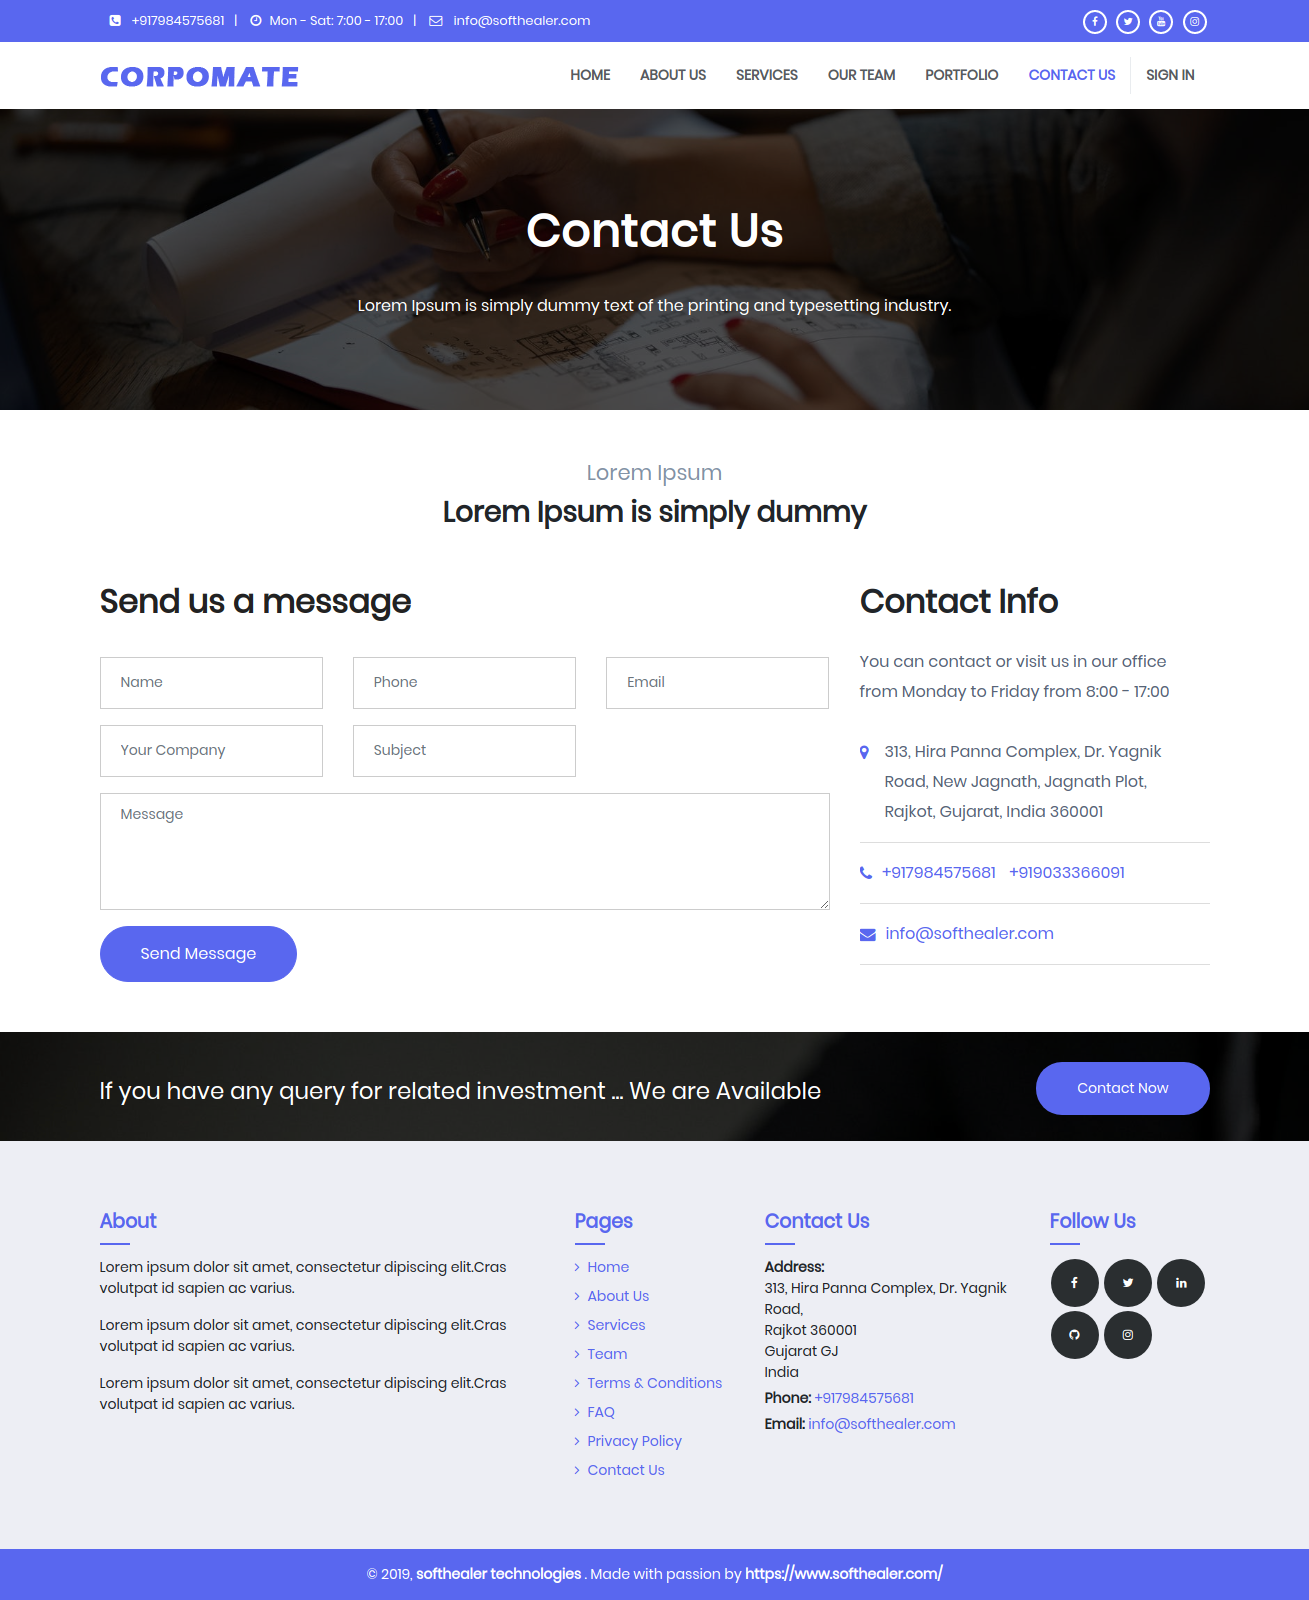 +917984575681 | Mon - Sat: 7:00 - 17:00 | info@softhealer.com
CORPOMATE
HOME ABOUT US SERVICES OUR TEAM PORTFOLIO CONTACT US SIGN IN
Contact Us
Lorem Ipsum is simply dummy text of the printing and typesetting industry.
Lorem Ipsum
Lorem Ipsum is simply dummy
Send us a message
Name Phone Email
Your Company Subject
Message
Send Message
Contact Info
You can contact or visit us in our office
from Monday to Friday from 8:00 - 17:00
313, Hira Panna Complex, Dr. Yagnik
Road, New Jagnath, Jagnath Plot,
Rajkot, Gujarat, India 360001
+917984575681 +919033366091
info@softhealer.com
If you have any query for related investment ... We are Available
Contact Now
About
Lorem ipsum dolor sit amet, consectetur dipiscing elit.Cras
volutpat id sapien ac varius.
Lorem ipsum dolor sit amet, consectetur dipiscing elit.Cras
volutpat id sapien ac varius.
Lorem ipsum dolor sit amet, consectetur dipiscing elit.Cras
volutpat id sapien ac varius.
Pages
Home
About Us
Services
Team
Terms & Conditions
FAQ
Privacy Policy
Contact Us
Contact Us
Address:
313, Hira Panna Complex, Dr. Yagnik
Road,
Rajkot 360001
Gujarat GJ
India
Phone: +917984575681
Email: info@softhealer.com
Follow Us
© 2019, softhealer technologies . Made with passion by https://www.softhealer.com/